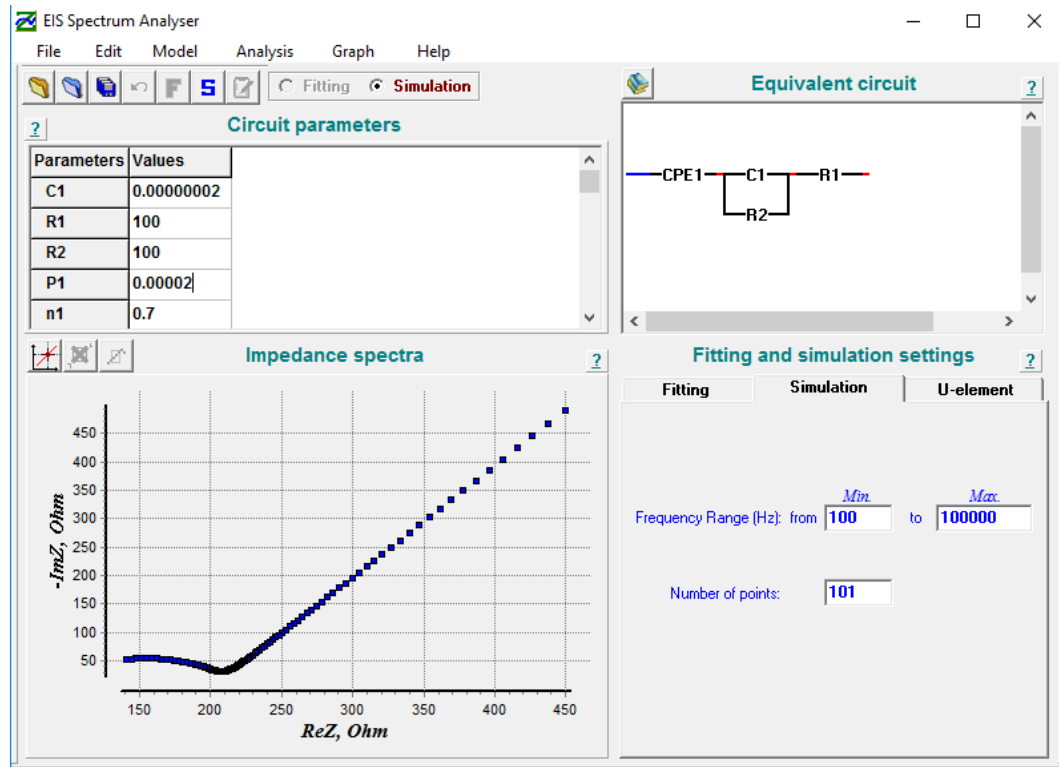 EIS Spectrum Analyser
File Edit Model Analysis Graph Help
F S Fitting Simulation
? Circuit parameters
Parameters Values
C1 0.00000002
R1 100
R2 100
P1 0.00002
n1 0.7
Equivalent circuit ?
CPE1 C1 R1
R2
Impedance spectra ?
450
400
350
300
250
200
150
100
50
-ImZ, Ohm
150 200 250 300 350 400 450
ReZ, Ohm
Fitting and simulation settings ?
Fitting Simulation U-element
Min. Max.
Frequency Range (Hz): from 100 to 100000
Number of points: 101